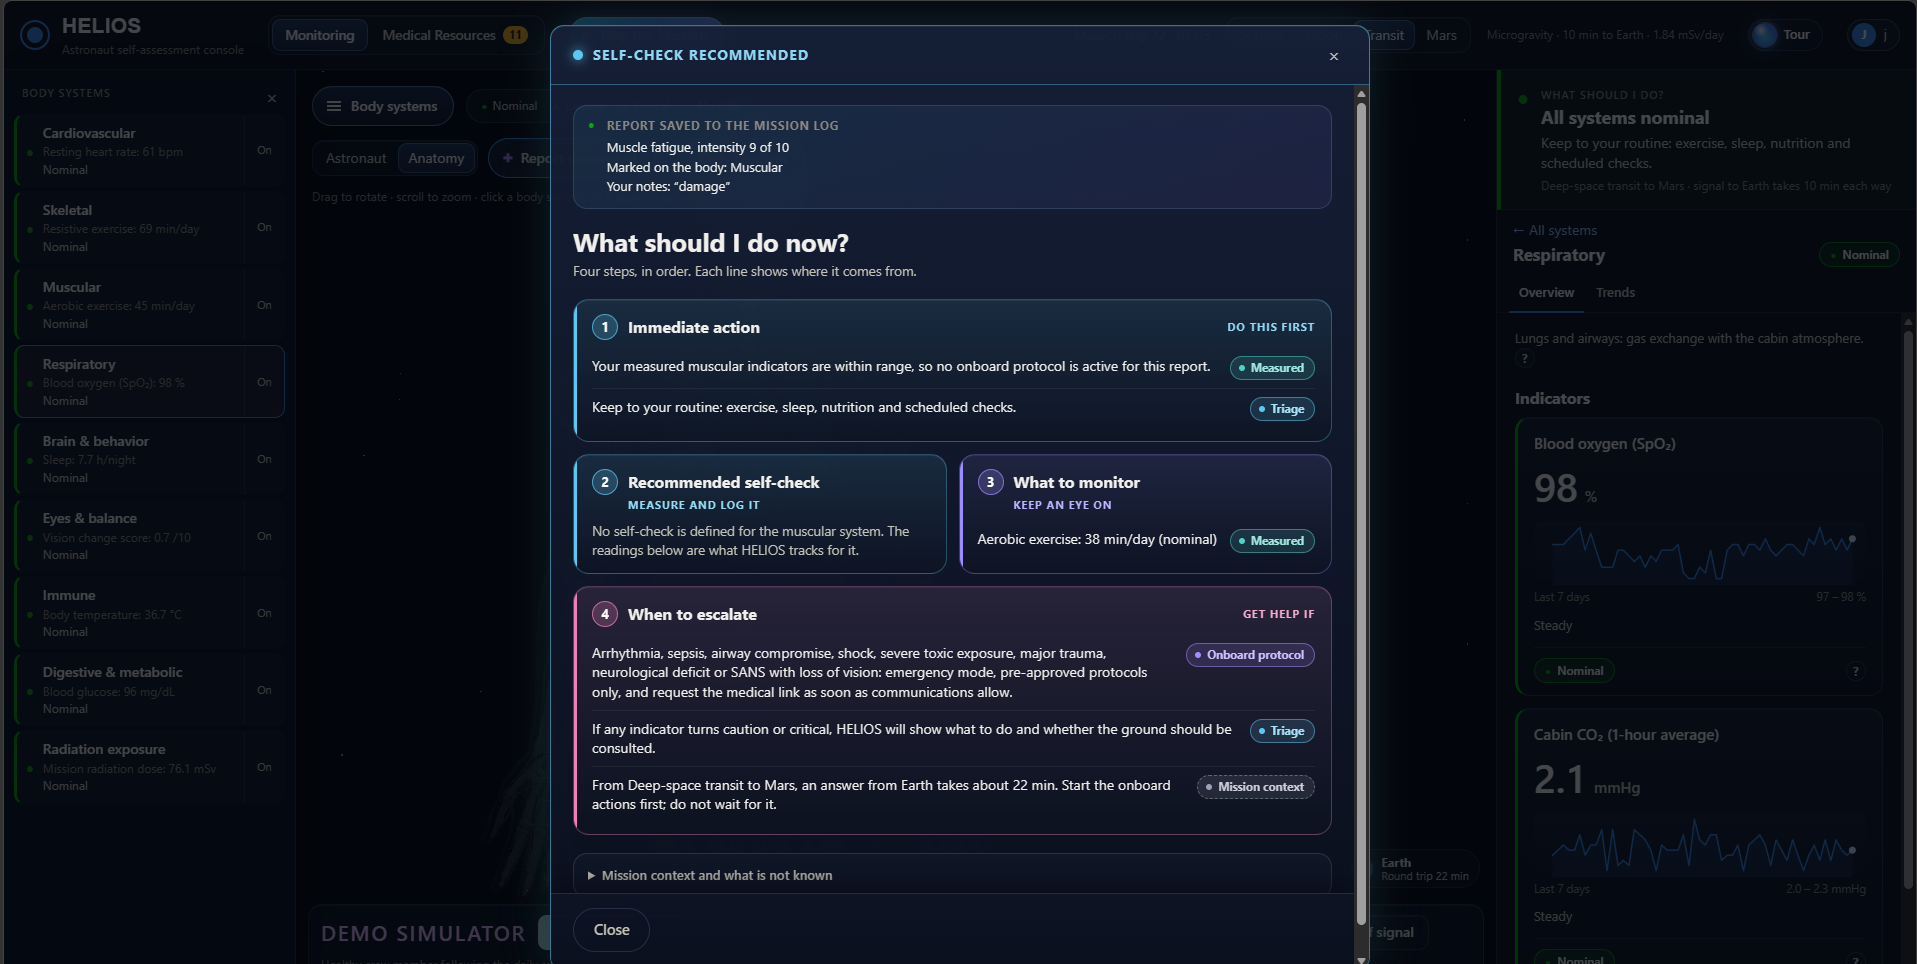 HELIOS
Astronaut self-assessment console
Monitoring
Medical Resources 11
Transit
Mars
Microgravity · 10 min to Earth · 1.84 mSv/day
Tour
J j
BODY SYSTEMS
×
Cardiovascular
Resting heart rate: 61 bpm
Nominal
On
Skeletal
Resistive exercise: 69 min/day
Nominal
On
Muscular
Aerobic exercise: 45 min/day
Nominal
On
Respiratory
Blood oxygen (SpO₂): 98 %
Nominal
On
Brain & behavior
Sleep: 7.7 h/night
Nominal
On
Eyes & balance
Vision change score: 0.7 /10
Nominal
On
Immune
Body temperature: 36.7 °C
Nominal
On
Digestive & metabolic
Blood glucose: 96 mg/dL
Nominal
On
Radiation exposure
Mission radiation dose: 76.1 mSv
Nominal
On
Body systems
Nominal
Astronaut
Anatomy
+ Repo
Drag to rotate · scroll to zoom · click a body s
DEMO SIMULATOR
SELF-CHECK RECOMMENDED
×
REPORT SAVED TO THE MISSION LOG
Muscle fatigue, intensity 9 of 10
Marked on the body: Muscular
Your notes: “damage”
What should I do now?
Four steps, in order. Each line shows where it comes from.
1 Immediate action
DO THIS FIRST
Your measured muscular indicators are within range, so no onboard protocol is active for this report.
Measured
Keep to your routine: exercise, sleep, nutrition and scheduled checks.
Triage
2 Recommended self-check
MEASURE AND LOG IT
No self-check is defined for the muscular system. The
readings below are what HELIOS tracks for it.
3 What to monitor
KEEP AN EYE ON
Aerobic exercise: 38 min/day (nominal)
Measured
4 When to escalate
GET HELP IF
Arrhythmia, sepsis, airway compromise, shock, severe toxic exposure, major trauma,
neurological deficit or SANS with loss of vision: emergency mode, pre-approved protocols
only, and request the medical link as soon as communications allow.
Onboard protocol
If any indicator turns caution or critical, HELIOS will show what to do and whether the ground should be
consulted.
Triage
From Deep-space transit to Mars, an answer from Earth takes about 22 min. Start the onboard
actions first; do not wait for it.
Mission context
Mission context and what is not known
Close
Earth
Round trip 22 min
signal
WHAT SHOULD I DO?
All systems nominal
Keep to your routine: exercise, sleep, nutrition and
scheduled checks.
Deep-space transit to Mars · signal to Earth takes 10 min each way
← All systems
Respiratory
Nominal
Overview
Trends
Lungs and airways: gas exchange with the cabin atmosphere.
?
Indicators
Blood oxygen (SpO₂)
98 %
Last 7 days
97 – 98 %
Steady
Nominal
?
Cabin CO₂ (1-hour average)
2.1 mmHg
Last 7 days
2.0 – 2.3 mmHg
Steady
Nominal
?